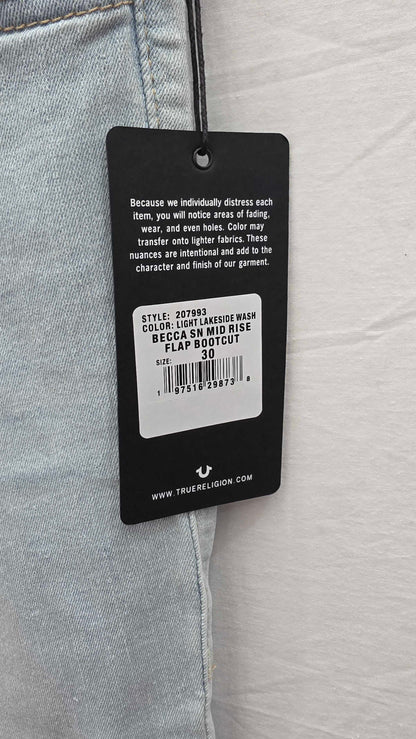 Because we individually distress each
item, you will notice areas of fading,
wear, and even holes. Color may
transfer onto lighter fabrics. These
nuances are intentional and add to the
character and finish of our garment.
STYLE: 207993
COLOR: LIGHT LAKESIDE WASH
BECCA SN MID RISE
FLAP BOOTCUT
SIZE: 30
1 97516 29873 8
WWW.TRUERELIGION.COM